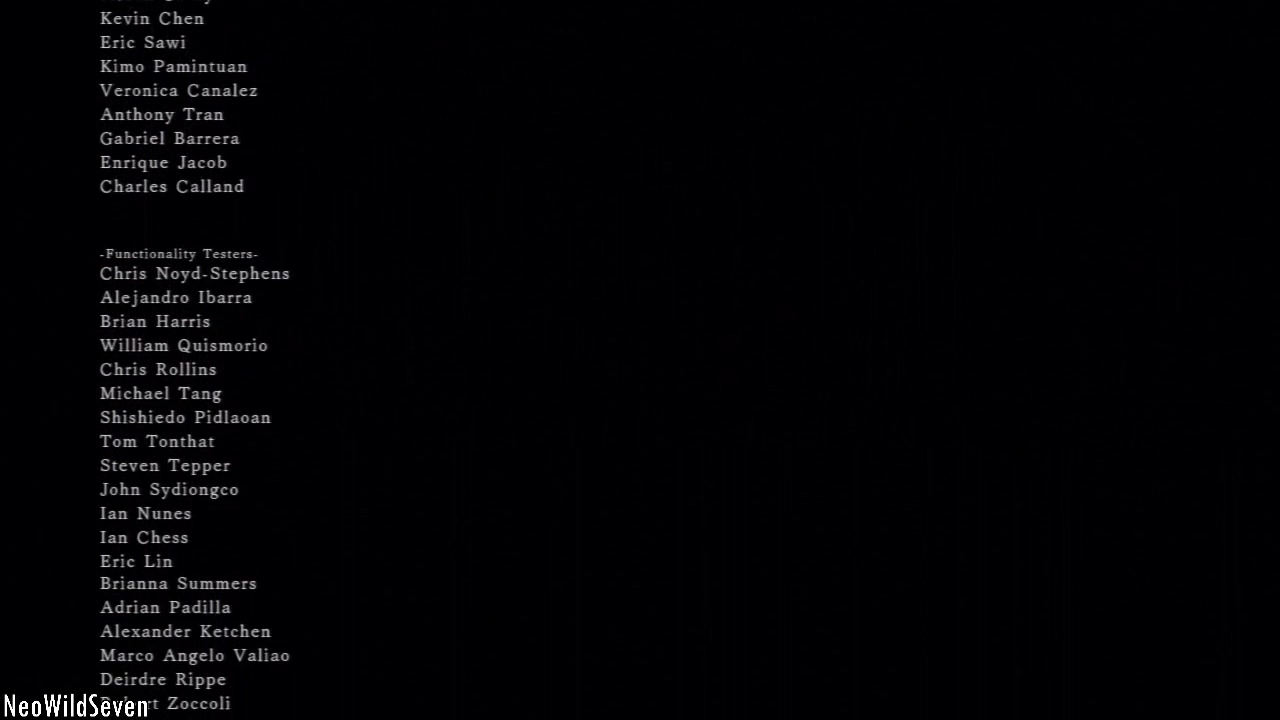 Kevin Chen
Eric Sawi
Kimo Pamintuan
Veronica Canalez
Anthony Tran
Gabriel Barrera
Enrique Jacob
Charles Calland
-Functionality Testers-
Chris Noyd-Stephens
Alejandro Ibarra
Brian Harris
William Quismorio
Chris Rollins
Michael Tang
Shishiedo Pidlaoan
Tom Tonthat
Steven Tepper
John Sydiongco
Ian Nunes
Ian Chess
Eric Lin
Brianna Summers
Adrian Padilla
Alexander Ketchen
Marco Angelo Valiao
Deirdre Rippe
Zoccoli
NeoWildSeven